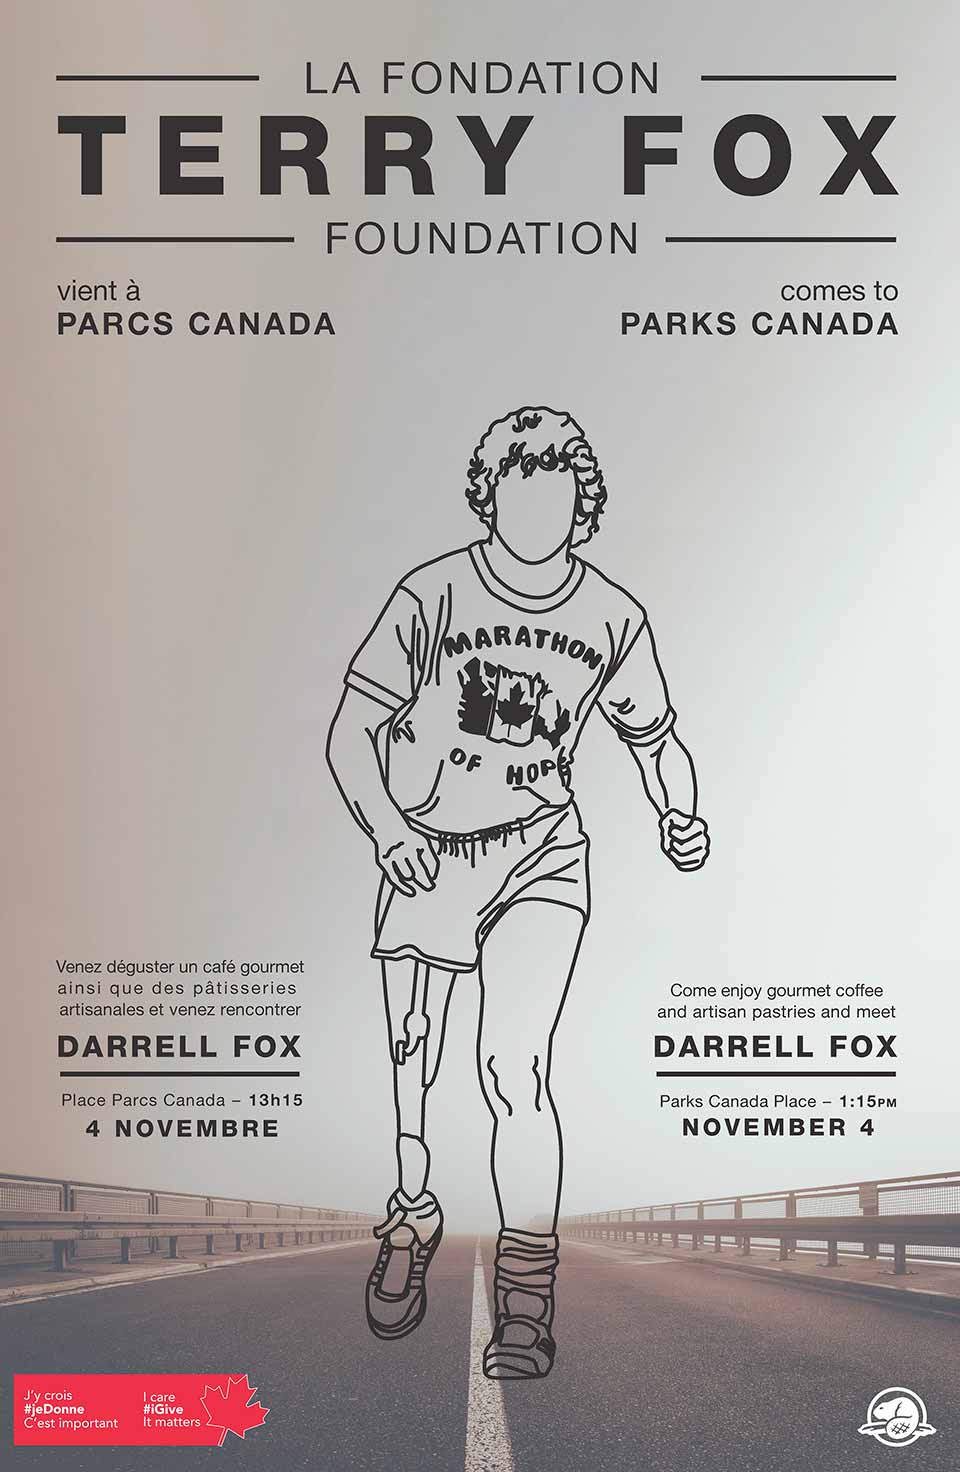 LA FONDATION
TERRY FOX
FOUNDATION
vient à
PARCS CANADA
comes to
PARKS CANADA
MARATHON
OF HOPE
Venez déguster un café gourmet
ainsi que des pâtisseries
artisanales et venez rencontrer
DARRELL FOX
Place Parcs Canada – 13h15
4 NOVEMBRE
Come enjoy gourmet coffee
and artisan pastries and meet
DARRELL FOX
Parks Canada Place – 1:15PM
NOVEMBER 4
J'y crois
#jeDonne
C'est important
I care
#iGive
It matters